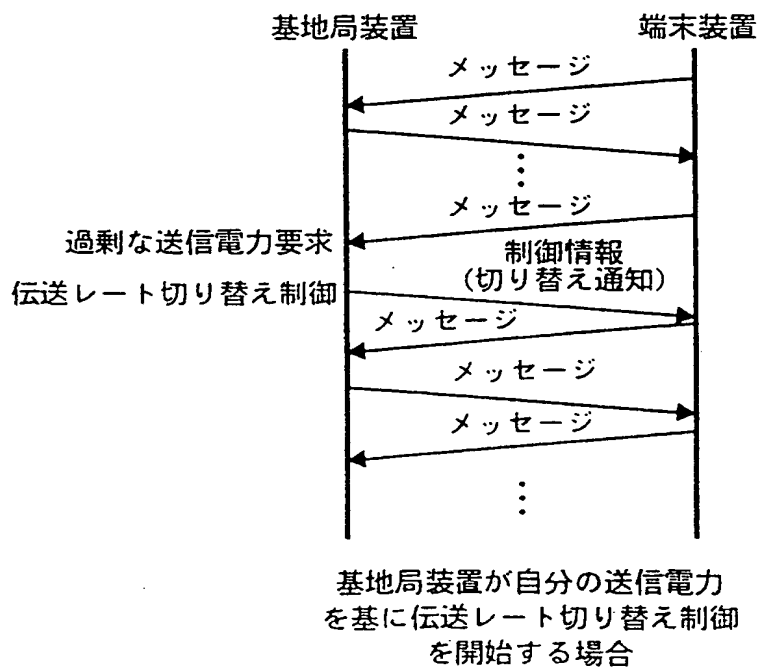 基地局装置
端末装置
メッセージ
メッセージ
メッセージ
過剰な送信電力要求
制御情報
(切り替え通知)
伝送レート切り替え制御
メッセージ
メッセージ
メッセージ
基地局装置が自分の送信電力
を基に伝送レート切り替え制御
を開始する場合